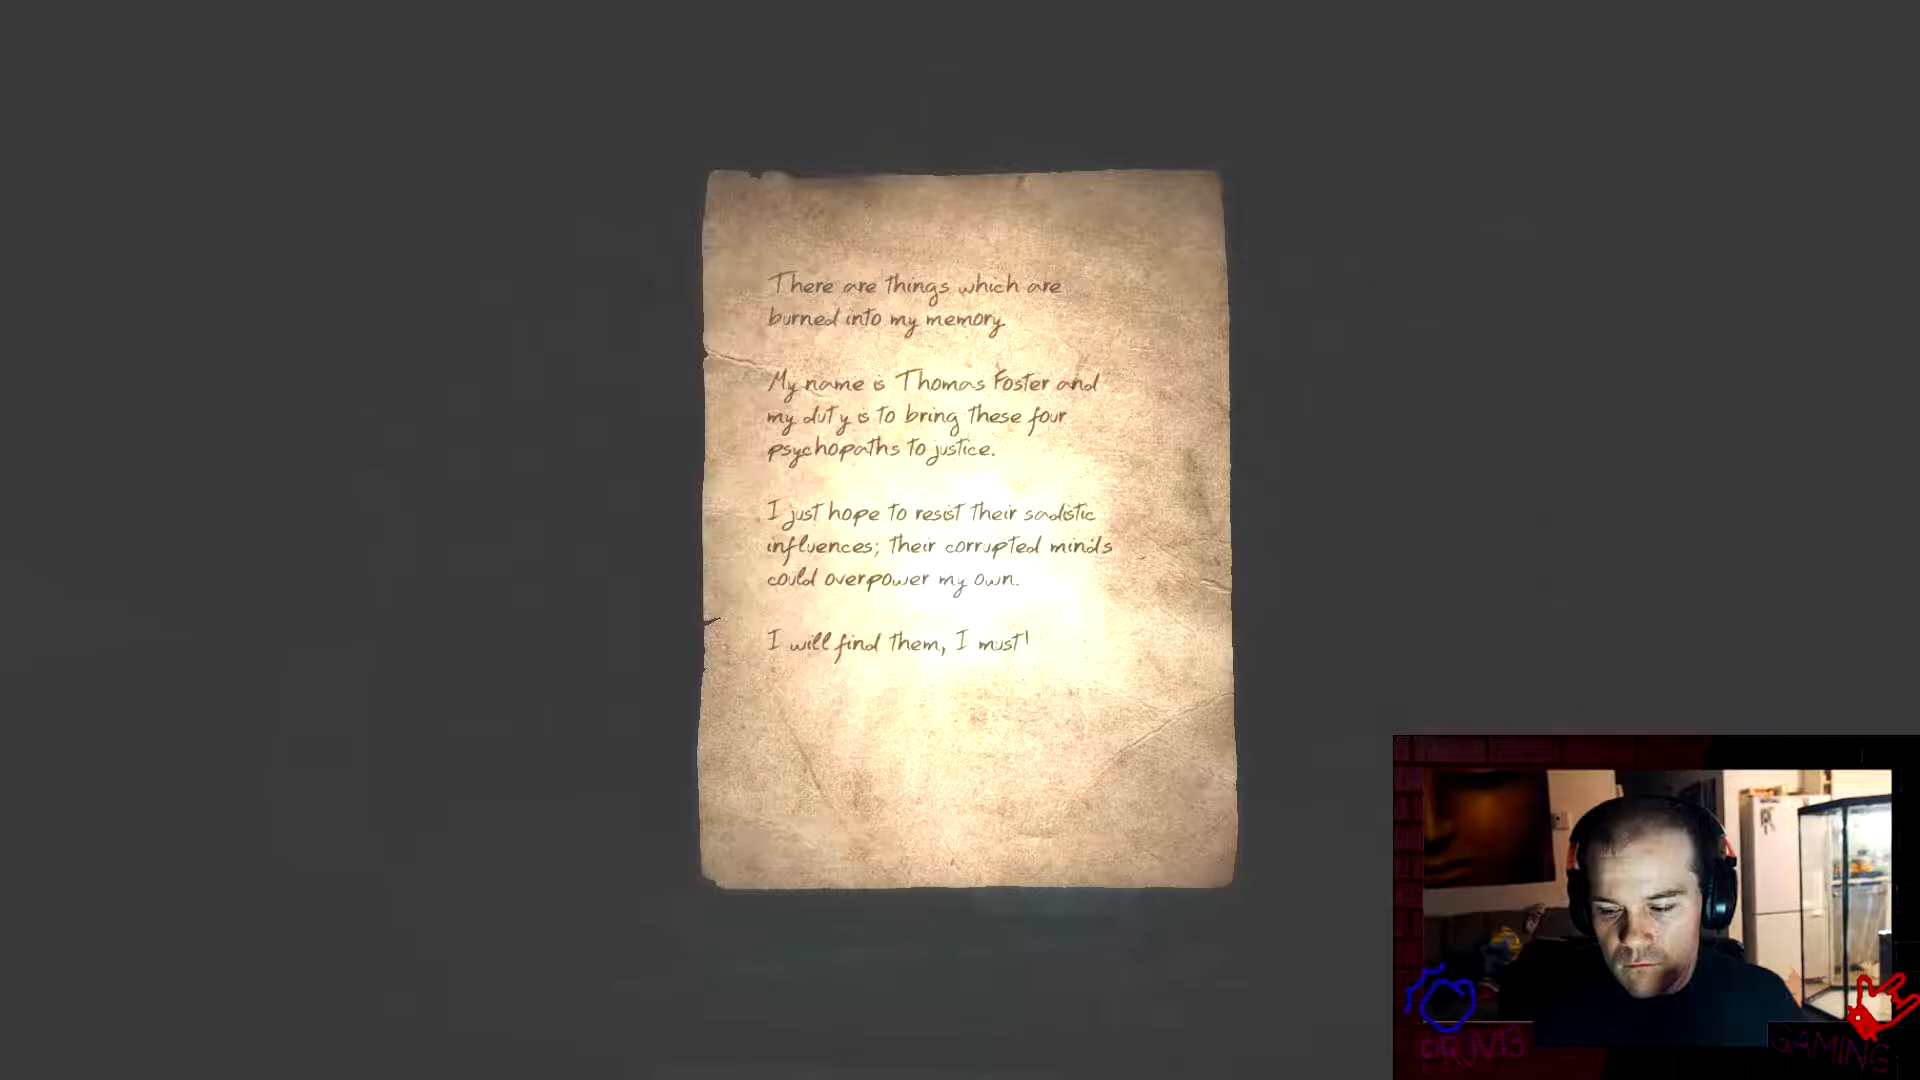 There are things which are
burned into my memory.
My name is Thomas Foster and
my duty is to bring these four
psychopaths to justice.
I just hope to resist their sadistic
influences; their corrupted minds
could overpower my own.
I will find them, I must!
GAMING